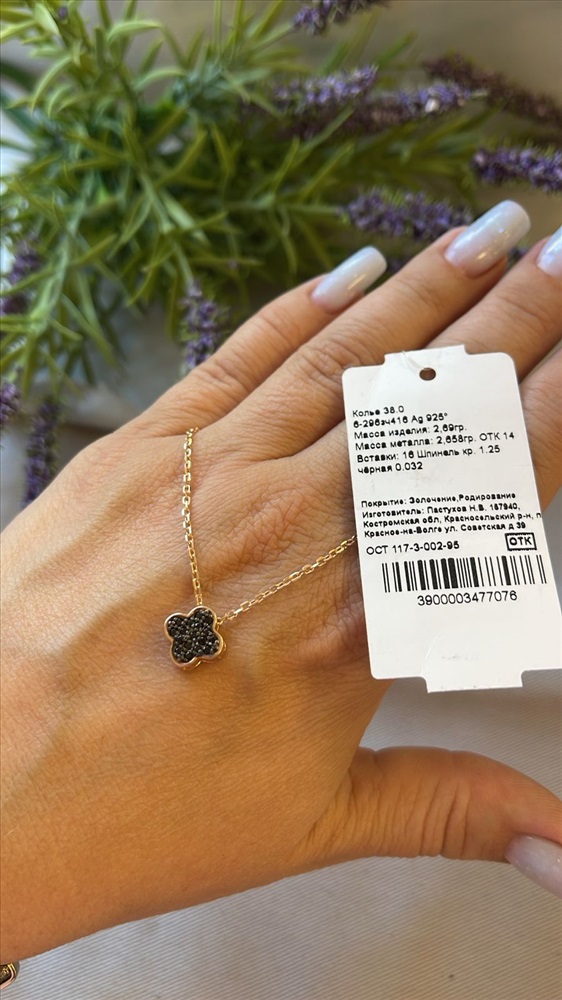 Колье 38.0
6-296зч416 Ag 925°
Масса изделия: 2,69гр.
Масса металла: 2,658гр. ОТК 14
Вставки: 16 Шпинель кр. 1.25
чёрная 0.032
Покрытие: Золочение,Родирование
Изготовитель: Пастухов Н.В. 157940,
Костромская обл, Красносельский р-н, п
Красное-на-Волге ул. Советская д 39
ОСТ 117-3-002-95 ОТК
3900003477076